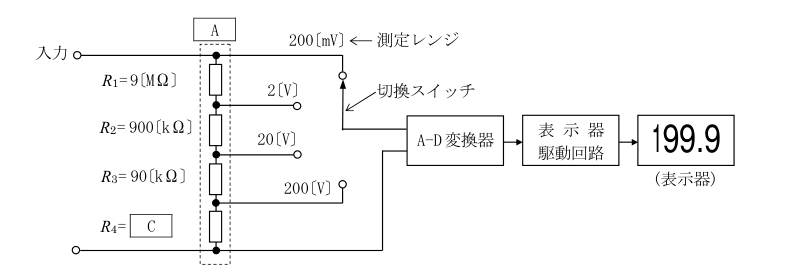 A
200〔mV〕 測定レンジ
入力
R1=9〔MΩ〕
2〔V〕
切換スイッチ
R2=900〔kΩ〕
20〔V〕
A-D変換器
表示器
駆動回路
199.9
R3=90〔kΩ〕
200〔V〕
(表示器)
R4= C